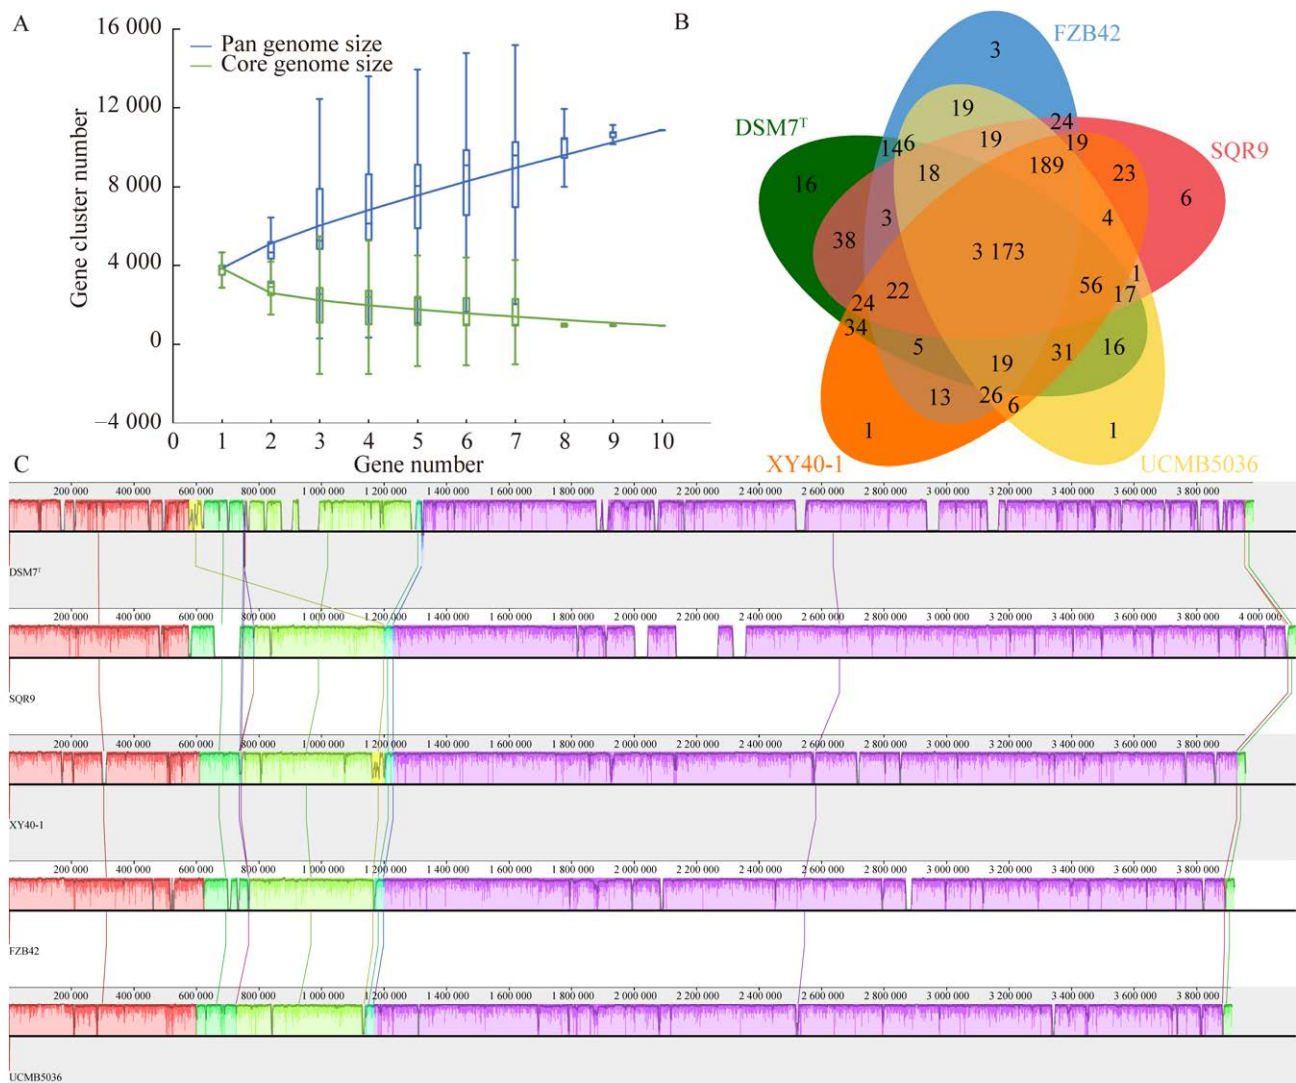 A
16 000
12 000
8 000
4 000
0
−4 000
Gene cluster number
Pan genome size
Core genome size
0 1 2 3 4 5 6 7 8 9 10
Gene number
B
FZB42
DSM7ᵀ
SQR9
XY40-1
UCMB5036
3
19
24
14 6
19
19
16
18
189
23
6
3
4
38
3 173
1
22
56
17
24
34
5
31
16
19
13
26
6
1
1
C
200 000 400 000 600 000 800 000 1 000 000 1 200 000 1 400 000 1 600 000 1 800 000 2 000 000 2 200 000 2 400 000 2 600 000 2 800 000 3 000 000 3 200 000 3 400 000 3 600 000 3 800 000
DSM7ᵀ
200 000 400 000 600 000 800 000 1 000 000 1 200 000 1 400 000 1 600 000 1 800 000 2 000 000 2 200 000 2 400 000 2 600 000 2 800 000 3 000 000 3 200 000 3 400 000 3 600 000 3 800 000 4 000 000
SQR9
200 000 400 000 600 000 800 000 1 000 000 1 200 000 1 400 000 1 600 000 1 800 000 2 000 000 2 200 000 2 400 000 2 600 000 2 800 000 3 000 000 3 200 000 3 400 000 3 600 000 3 800 000
XY40-1
200 000 400 000 600 000 800 000 1 000 000 1 200 000 1 400 000 1 600 000 1 800 000 2 000 000 2 200 000 2 400 000 2 600 000 2 800 000 3 000 000 3 200 000 3 400 000 3 600 000 3 800 000
FZB42
200 000 400 000 600 000 800 000 1 000 000 1 200 000 1 400 000 1 600 000 1 800 000 2 000 000 2 200 000 2 400 000 2 600 000 2 800 000 3 000 000 3 200 000 3 400 000 3 600 000 3 800 000
UCMB5036